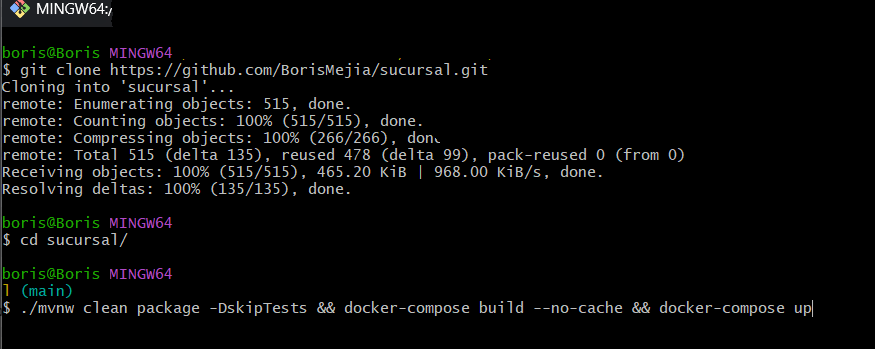 MINGW64:/
boris@Boris MINGW64
$ git clone https://github.com/BorisMejia/sucursal.git
Cloning into 'sucursal'...
remote: Enumerating objects: 515, done.
remote: Counting objects: 100% (515/515), done.
remote: Compressing objects: 100% (266/266), done
remote: Total 515 (delta 135), reused 478 (delta 99), pack-reused 0 (from 0)
Receiving objects: 100% (515/515), 465.20 KiB | 968.00 KiB/s, done.
Resolving deltas: 100% (135/135), done.
boris@Boris MINGW64
$ cd sucursal/
boris@Boris MINGW64
l (main)
$ ./mvnw clean package -DskipTests && docker-compose build --no-cache && docker-compose up